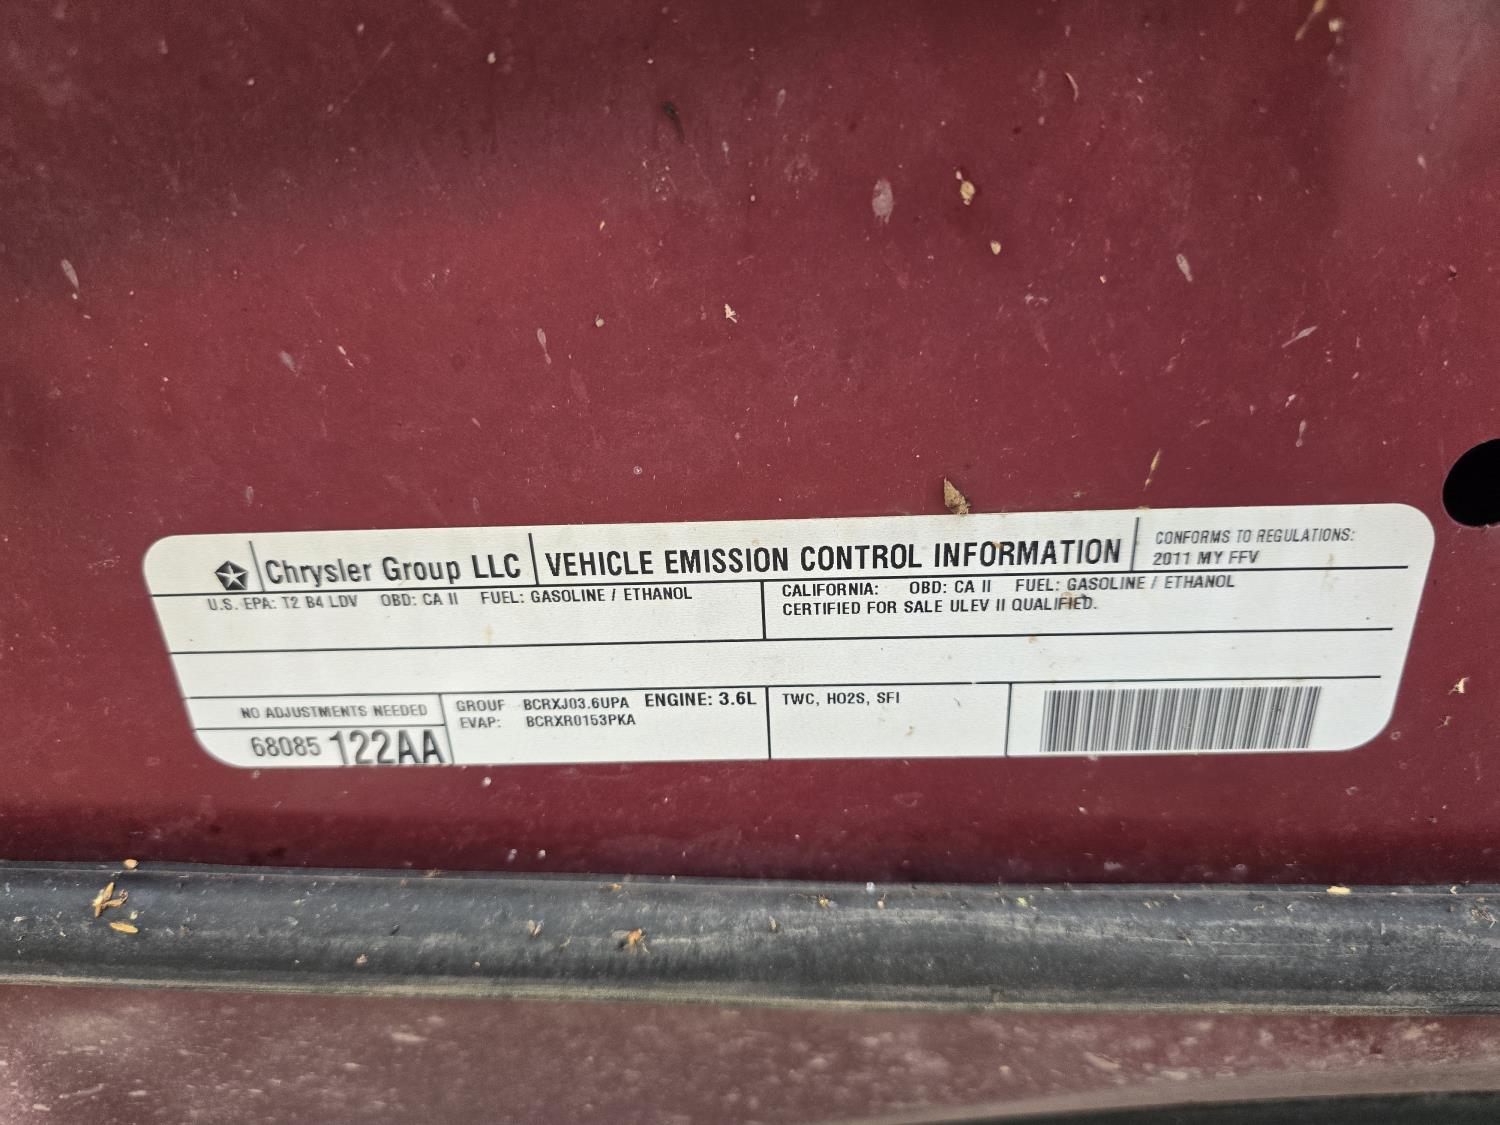 Chrysler Group LLC VEHICLE EMISSION CONTROL INFORMATION
CONFORMS TO REGULATIONS:
2011 MY FFV
U.S. EPA: T2 B4 LDV OBD: CA II FUEL: GASOLINE / ETHANOL
CALIFORNIA: OBD: CA II FUEL: GASOLINE / ETHANOL
CERTIFIED FOR SALE ULEV II QUALIFIED.
NO ADJUSTMENTS NEEDED
68085 122AA
GROUP BCRXJ03.6UPA ENGINE: 3.6L
EVAP: BCRXR0153PKA
TWC, HO2S, SFI